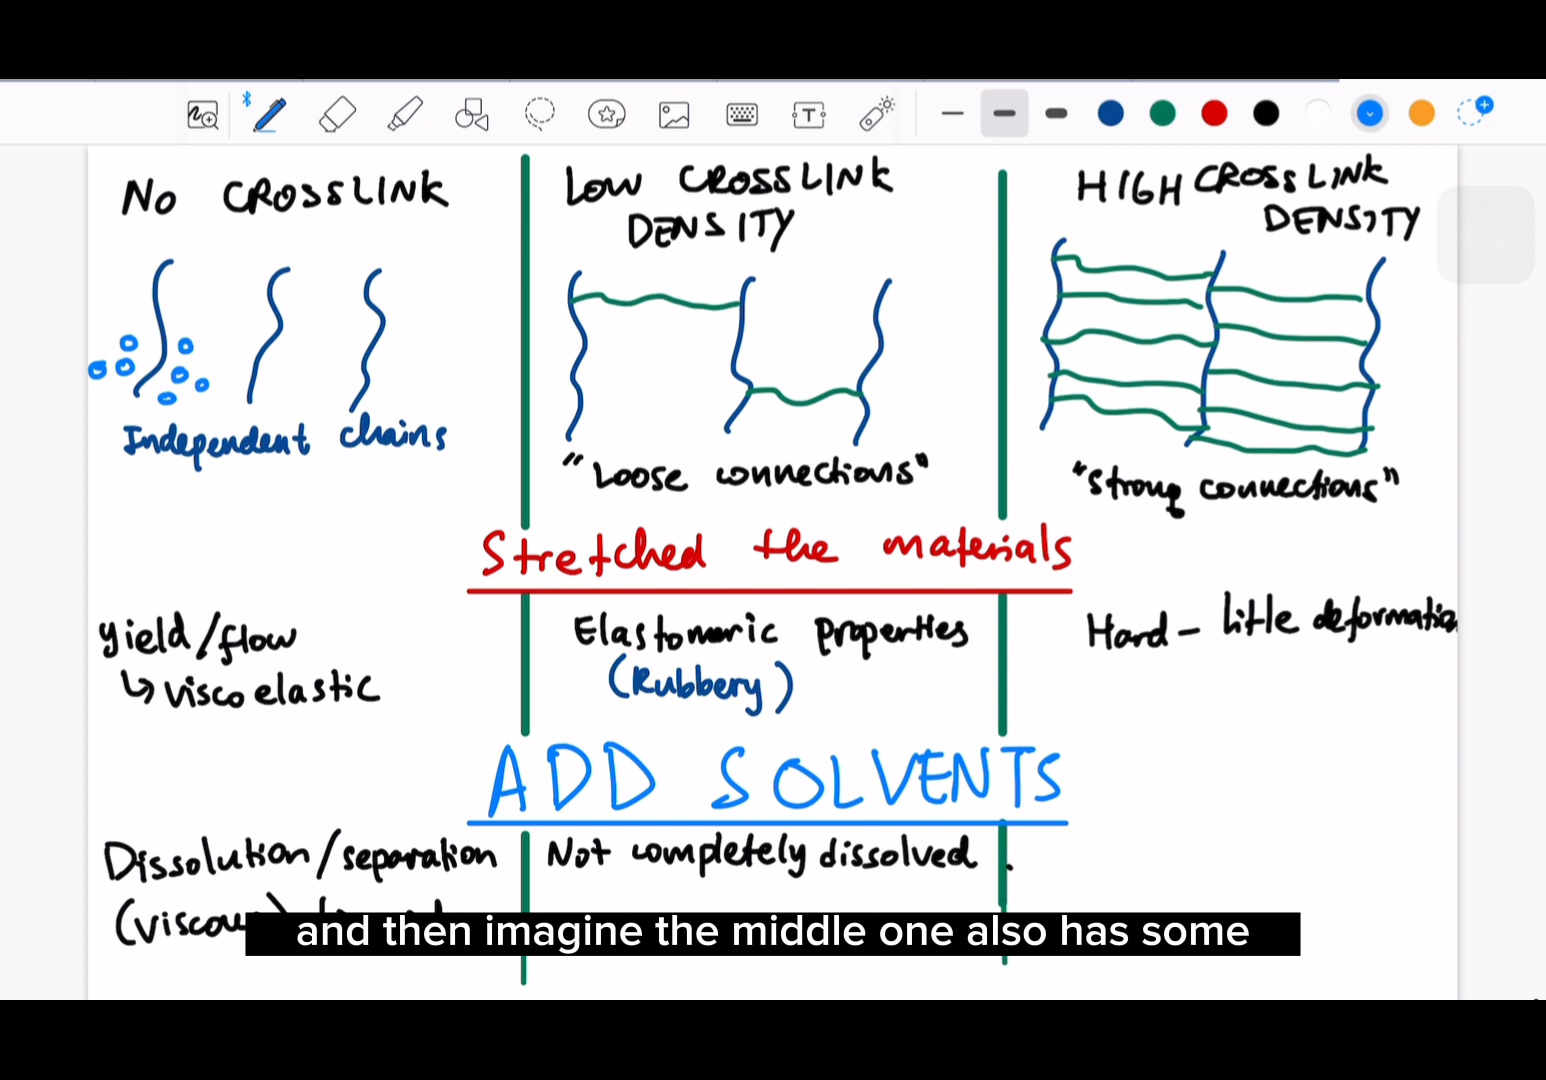 NO CROSSLINK
LOW CROSSLINK
DENSITY
HIGH CROSSLINK
DENSITY
Independent chains
"Loose connections"
"Strong connections"
Stretched the materials
Yield/flow
↳ viscoelastic
Elastomeric properties
(Rubbery)
Hard – little deformation
ADD SOLVENTS
Dissolution/separation
Not completely dissolved.
and then imagine the middle one also has some